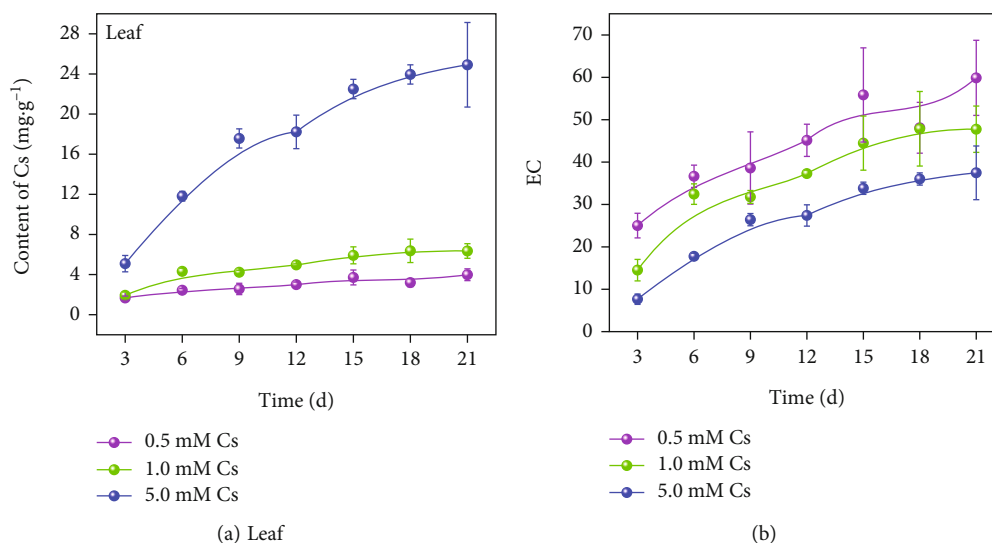 Leaf
Content of Cs (mg·g⁻¹)
28
24
20
16
12
8
4
0
3 6 9 12 15 18 21
Time (d)
0.5 mM Cs
1.0 mM Cs
5.0 mM Cs
(a) Leaf
EC
70
60
50
40
30
20
10
0
3 6 9 12 15 18 21
Time (d)
0.5 mM Cs
1.0 mM Cs
5.0 mM Cs
(b)